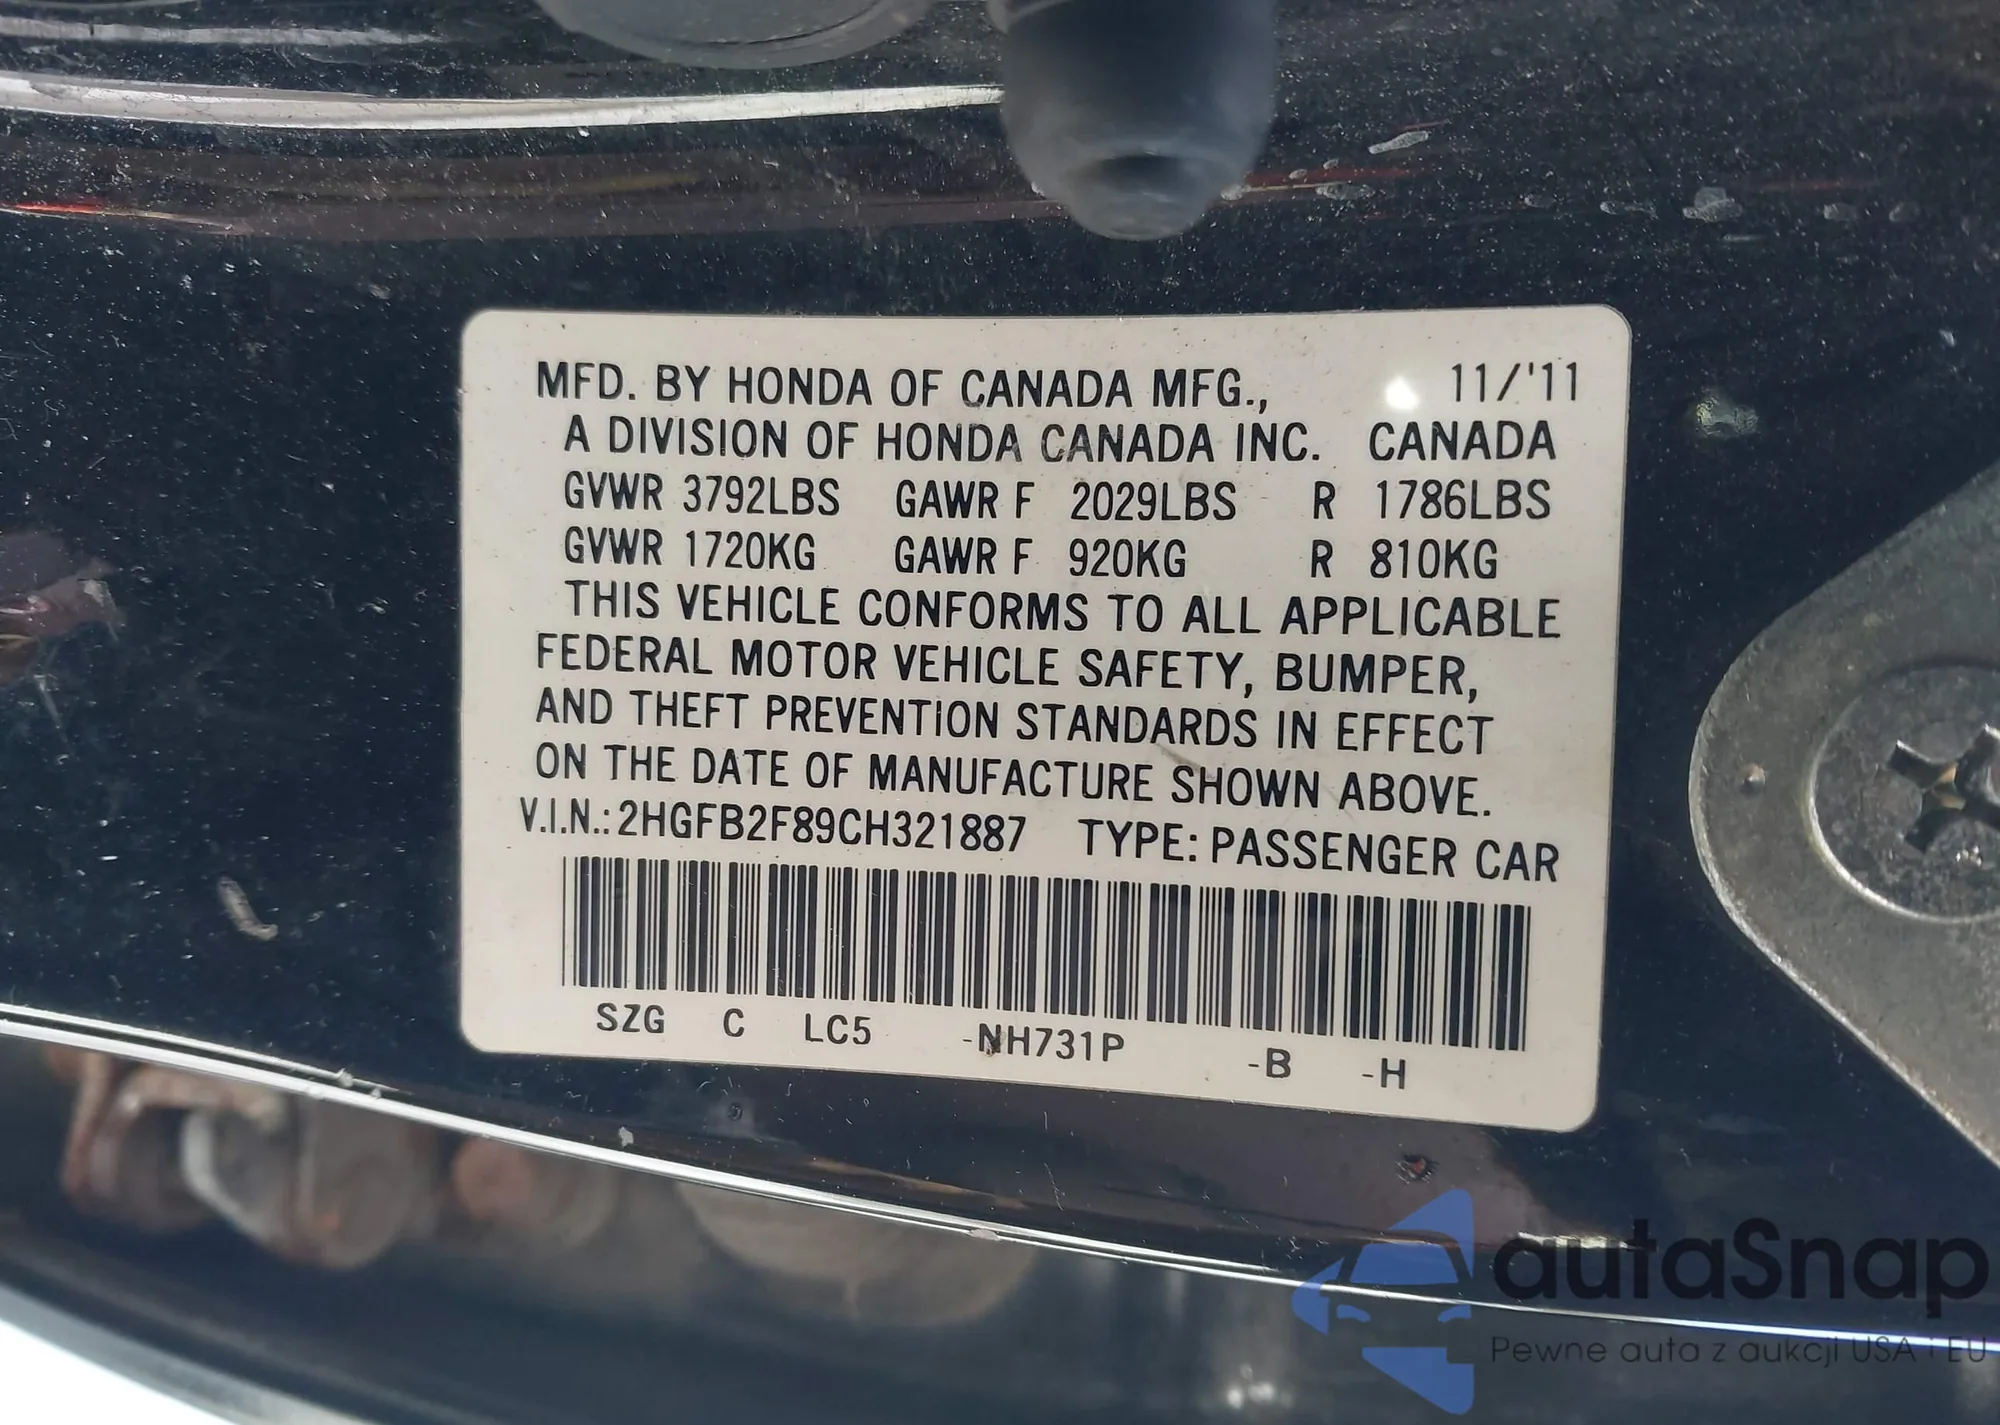 MFD. BY HONDA OF CANADA MFG., 11/'11
A DIVISION OF HONDA CANADA INC. CANADA
GVWR 3792LBS GAWR F 2029LBS R 1786LBS
GVWR 1720KG GAWR F 920KG R 810KG
THIS VEHICLE CONFORMS TO ALL APPLICABLE
FEDERAL MOTOR VEHICLE SAFETY, BUMPER,
AND THEFT PREVENTION STANDARDS IN EFFECT
ON THE DATE OF MANUFACTURE SHOWN ABOVE.
V.I.N.: 2HGFB2F89CH321887 TYPE: PASSENGER CAR
SZG C LC5 -NH731P -B -H
autaSnap
Pewne auta z aukcji USA i EU